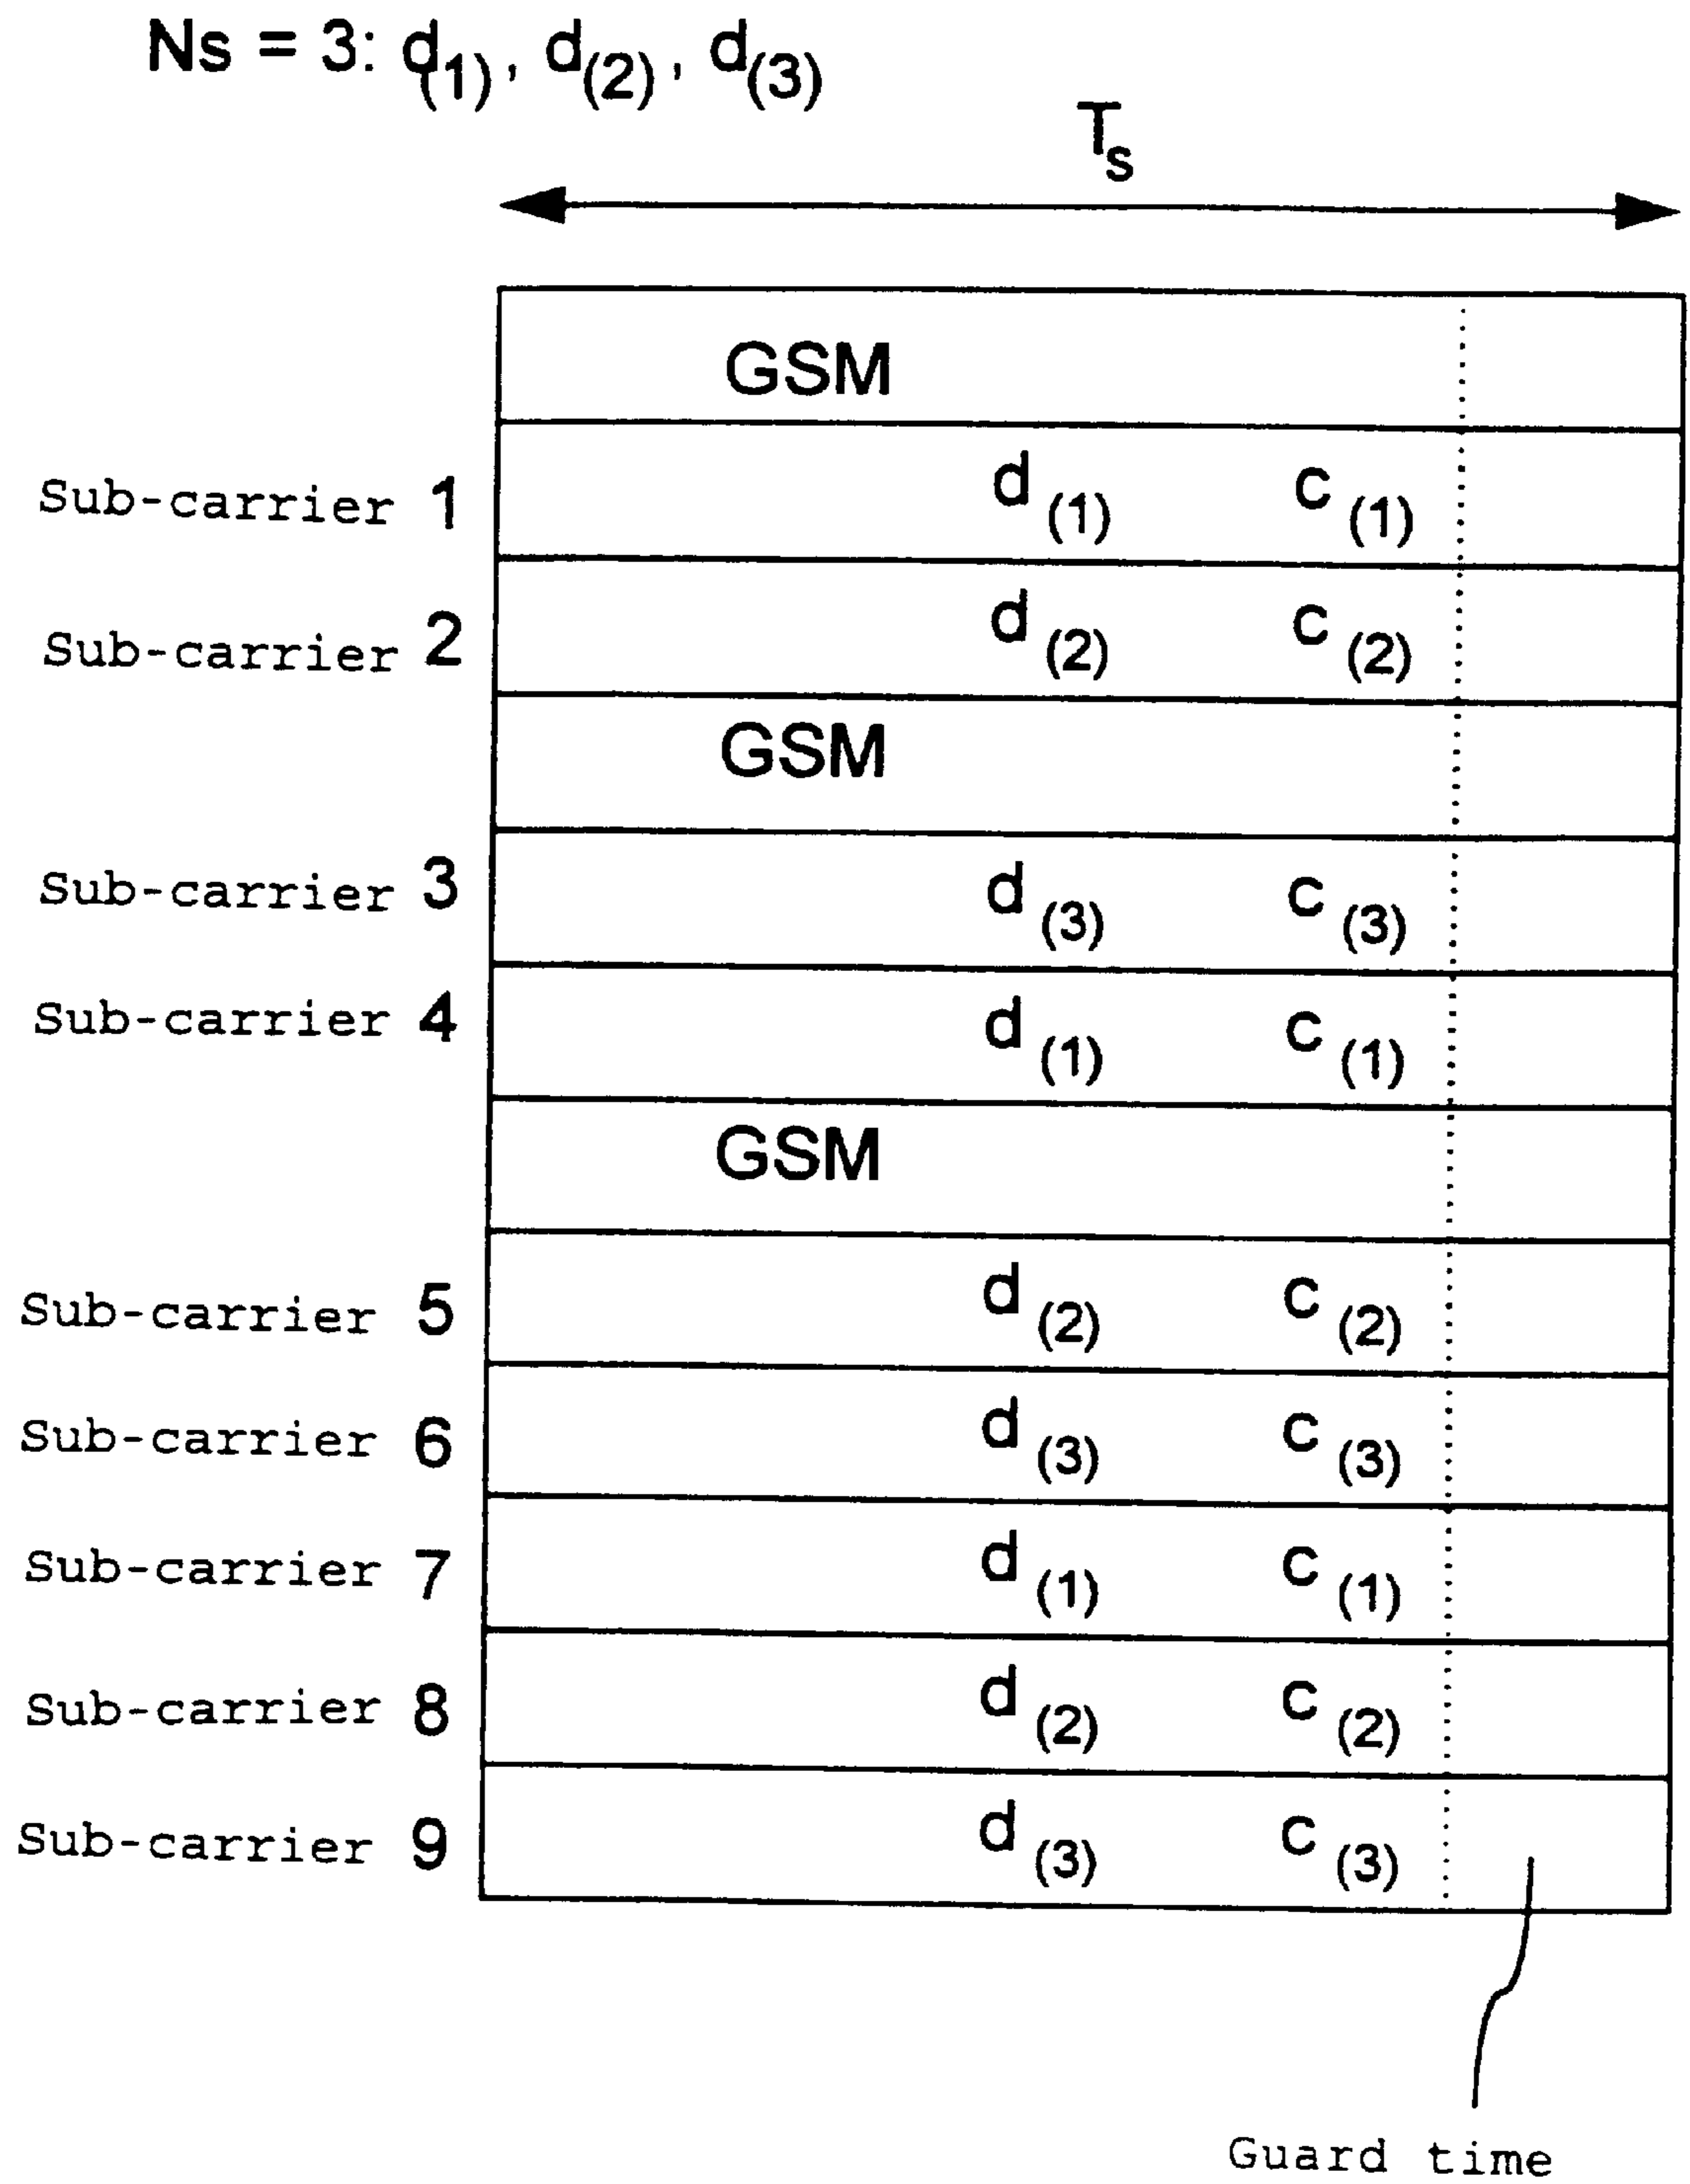 Ns = 3: d(1), d(2), d(3)
Ts
GSM
Sub-carrier 1 d (1) c (1)
Sub-carrier 2 d (2) c (2)
GSM
Sub-carrier 3 d (3) c (3)
Sub-carrier 4 d (1) c (1)
GSM
Sub-carrier 5 d (2) c (2)
Sub-carrier 6 d (3) c (3)
Sub-carrier 7 d (1) c (1)
Sub-carrier 8 d (2) c (2)
Sub-carrier 9 d (3) c (3)
Guard time